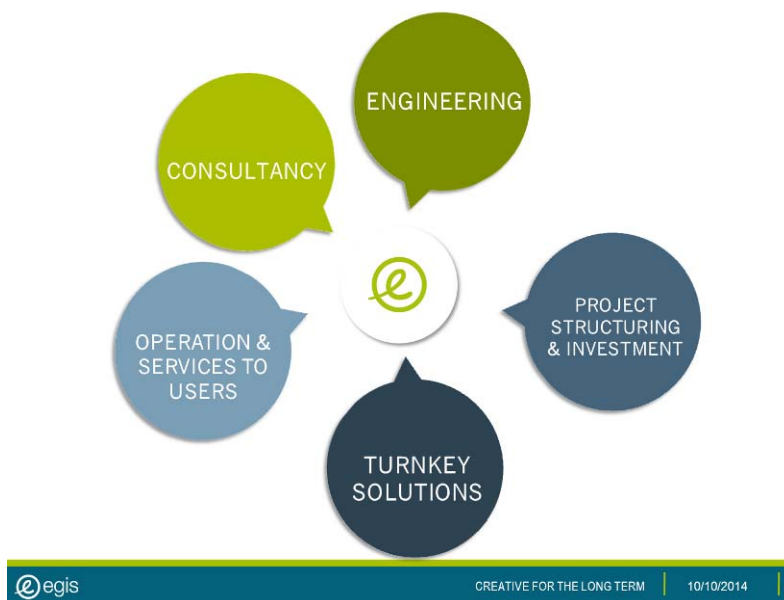 ENGINEERING
CONSULTANCY
PROJECT
STRUCTURING
& INVESTMENT
OPERATION &
SERVICES TO
USERS
TURNKEY
SOLUTIONS
e
e egis
CREATIVE FOR THE LONG TERM
10/10/2014